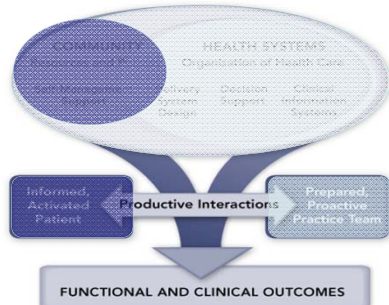 COMMUNITY
HEALTH SYSTEMS
Resources and P
Organization of Health Care
Self-Management
Support
Delivery
System
Design
Decision
Support
Clinical
Information
Systems
Informed,
Activated
Patient
Productive Interactions
Prepared,
Proactive
Practice Team
FUNCTIONAL AND CLINICAL OUTCOMES